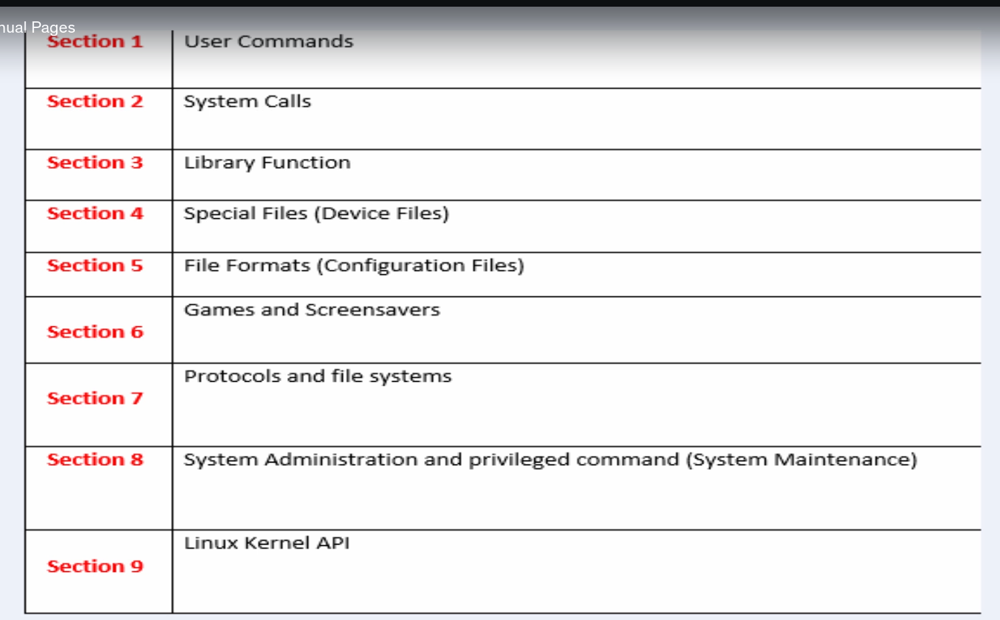 nual Pages
Section 1 User Commands
Section 2 System Calls
Section 3 Library Function
Section 4 Special Files (Device Files)
Section 5 File Formats (Configuration Files)
Section 6 Games and Screensavers
Section 7 Protocols and file systems
Section 8 System Administration and privileged command (System Maintenance)
Section 9 Linux Kernel API